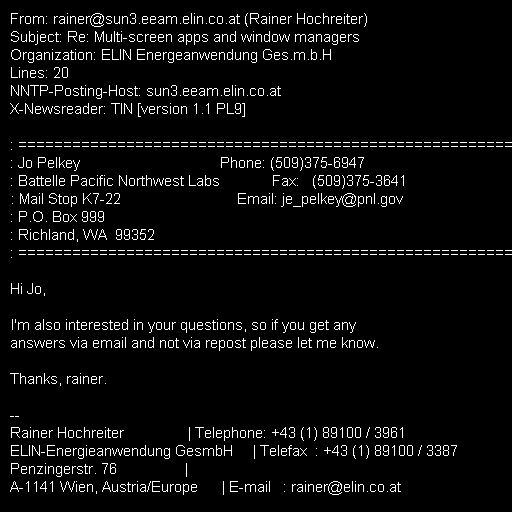 From: rainer@sun3.eeam.elin.co.at (Rainer Hochreiter)
Subject: Re: Multi-screen apps and window managers
Organization: ELIN Energeanwendung Ges.m.b.H
Lines: 20
NNTP-Posting-Host: sun3.eeam.elin.co.at
X-Newsreader: TIN [version 1.1 PL9]

: =======================================================
: Jo Pelkey                                Phone: (509)375-6947
: Battelle Pacific Northwest Labs            Fax:   (509)375-3641
: Mail Stop K7-22                          Email: je_pelkey@pnl.gov
: P.O. Box 999
: Richland, WA  99352
: =======================================================

Hi Jo,

I'm also interested in your questions, so if you get any
answers via email and not via repost please let me know.

Thanks, rainer.

--
Rainer Hochreiter               | Telephone: +43 (1) 89100 / 3961
ELIN-Energieanwendung GesmbH     | Telefax  : +43 (1) 89100 / 3387
Penzingerstr. 76                |
A-1141 Wien, Austria/Europe      | E-mail   : rainer@elin.co.at